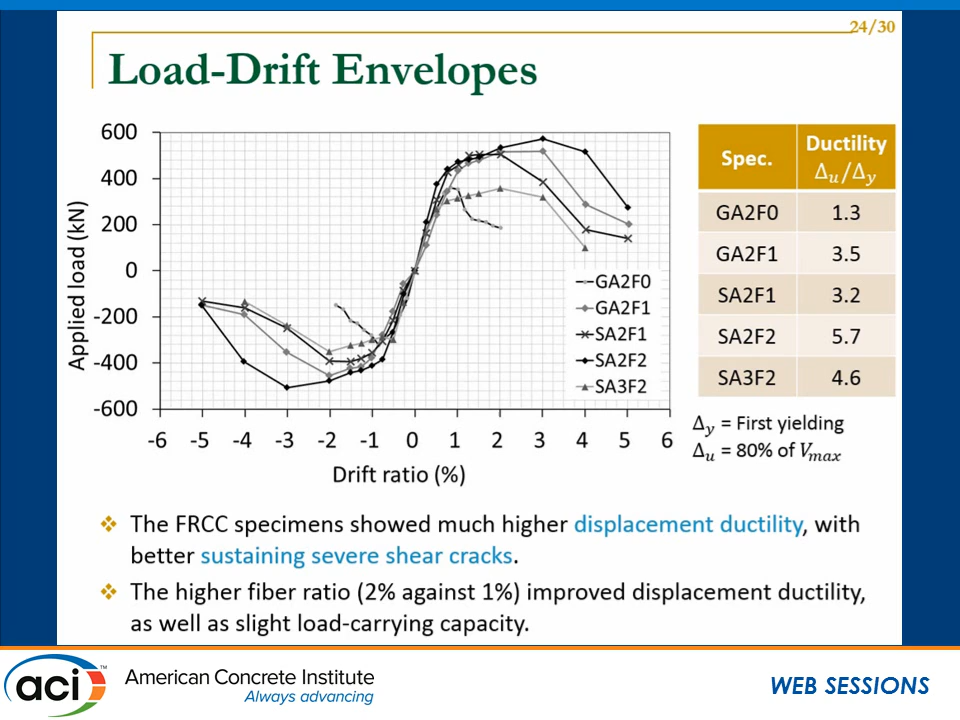 24/30
Load-Drift Envelopes
600
400
200
0
-200
-400
-600
Applied load (kN)
-6 -5 -4 -3 -2 -1 0 1 2 3 4 5 6
Drift ratio (%)
GA2F0
GA2F1
SA2F1
SA2F2
SA3F2
Spec. Ductility Δu/Δy
GA2F0 1.3
GA2F1 3.5
SA2F1 3.2
SA2F2 5.7
SA3F2 4.6
Δy = First yielding
Δu = 80% of Vmax
❖ The FRCC specimens showed much higher displacement ductility, with
better sustaining severe shear cracks.
❖ The higher fiber ratio (2% against 1%) improved displacement ductility,
as well as slight load-carrying capacity.
aci™
American Concrete Institute
Always advancing
WEB SESSIONS